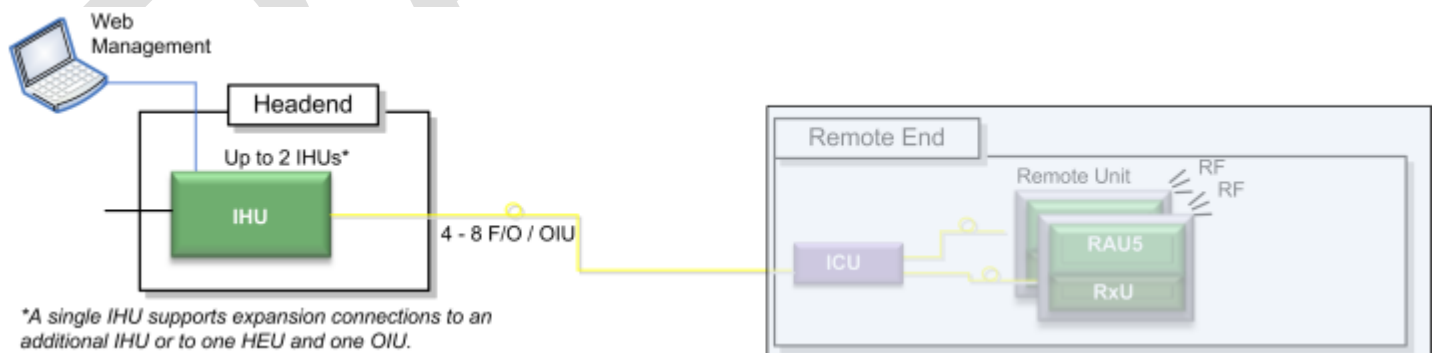 Web
Management
Headend
Up to 2 IHUs*
IHU
4 - 8 F/O / OIU
*A single IHU supports expansion connections to an
additional IHU or to one HEU and one OIU.
Remote End
Remote Unit
RF
RF
ICU
RAU5
RxU